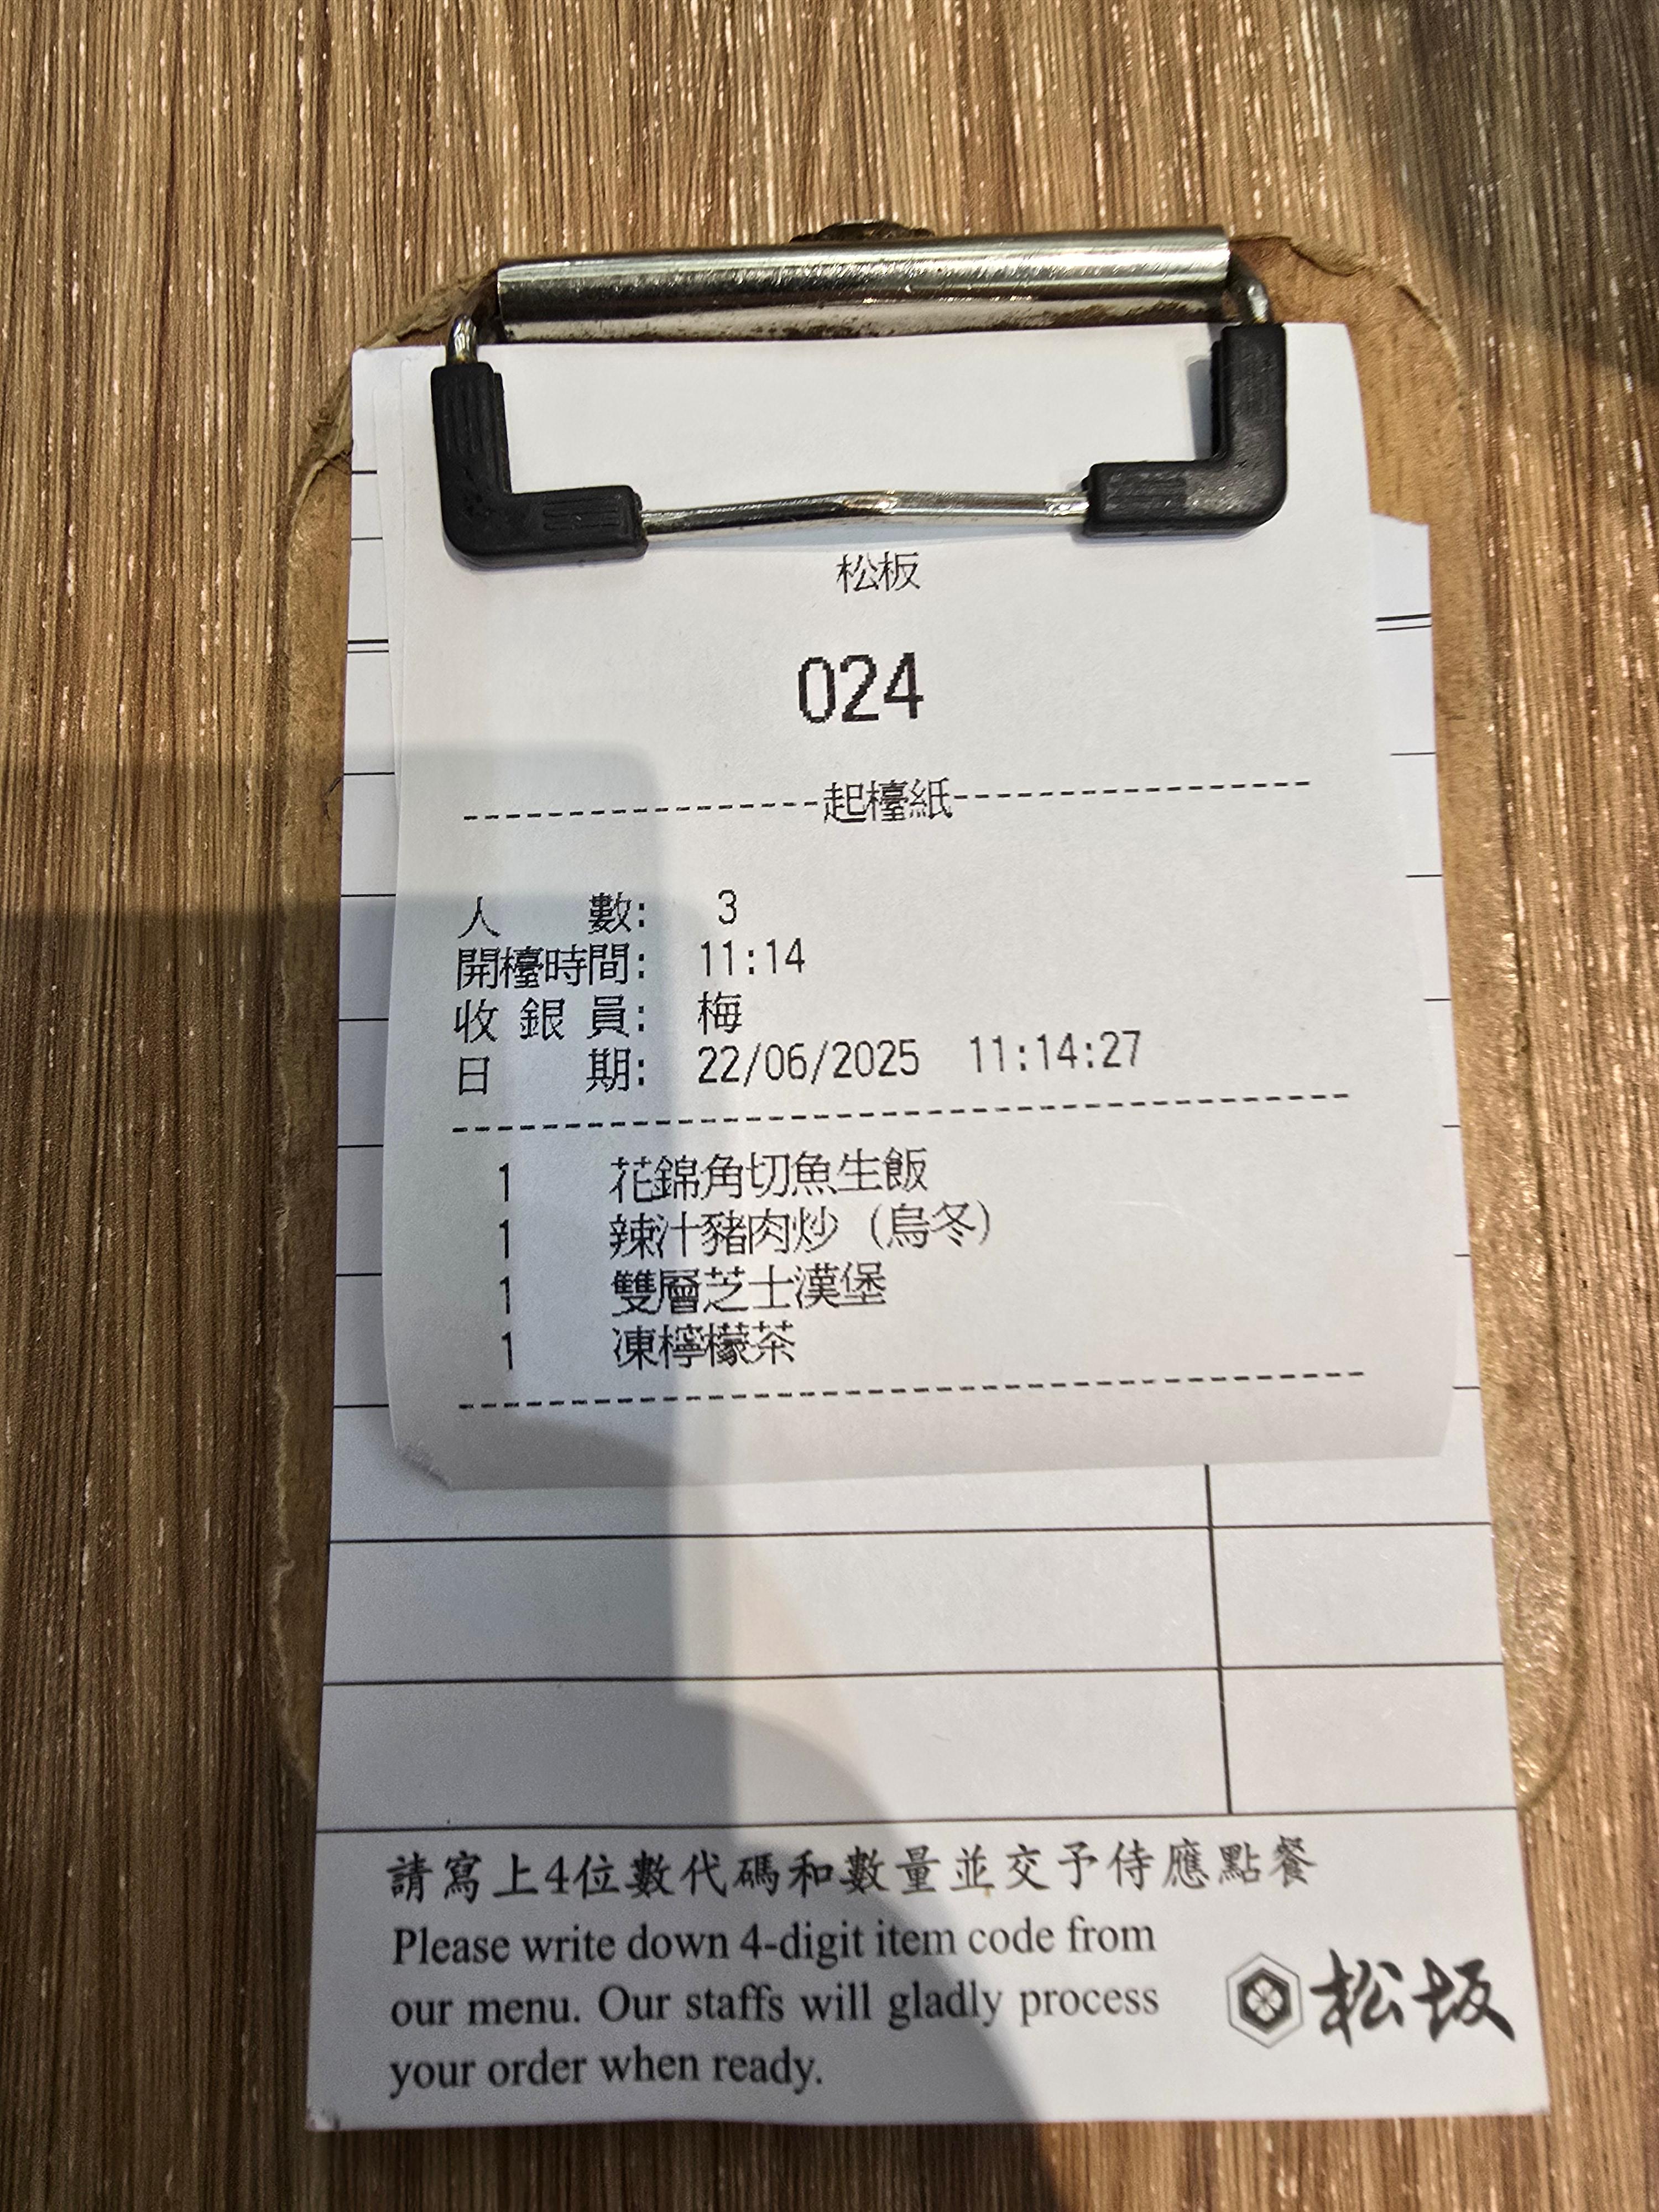 松板
024
---------------起檯紙---------------
人 數: 3
開檯時間: 11:14
收銀員: 梅
日 期: 22/06/2025 11:14:27
--------------------------------------
1 花錦角切魚生飯
1 辣汁豬肉炒 (烏冬)
1 雙層芝士漢堡
1 凍檸檬茶
--------------------------------------
請寫上4位數代碼和數量並交予侍應點餐
Please write down 4-digit item code from
our menu. Our staffs will gladly process
your order when ready.
松坂